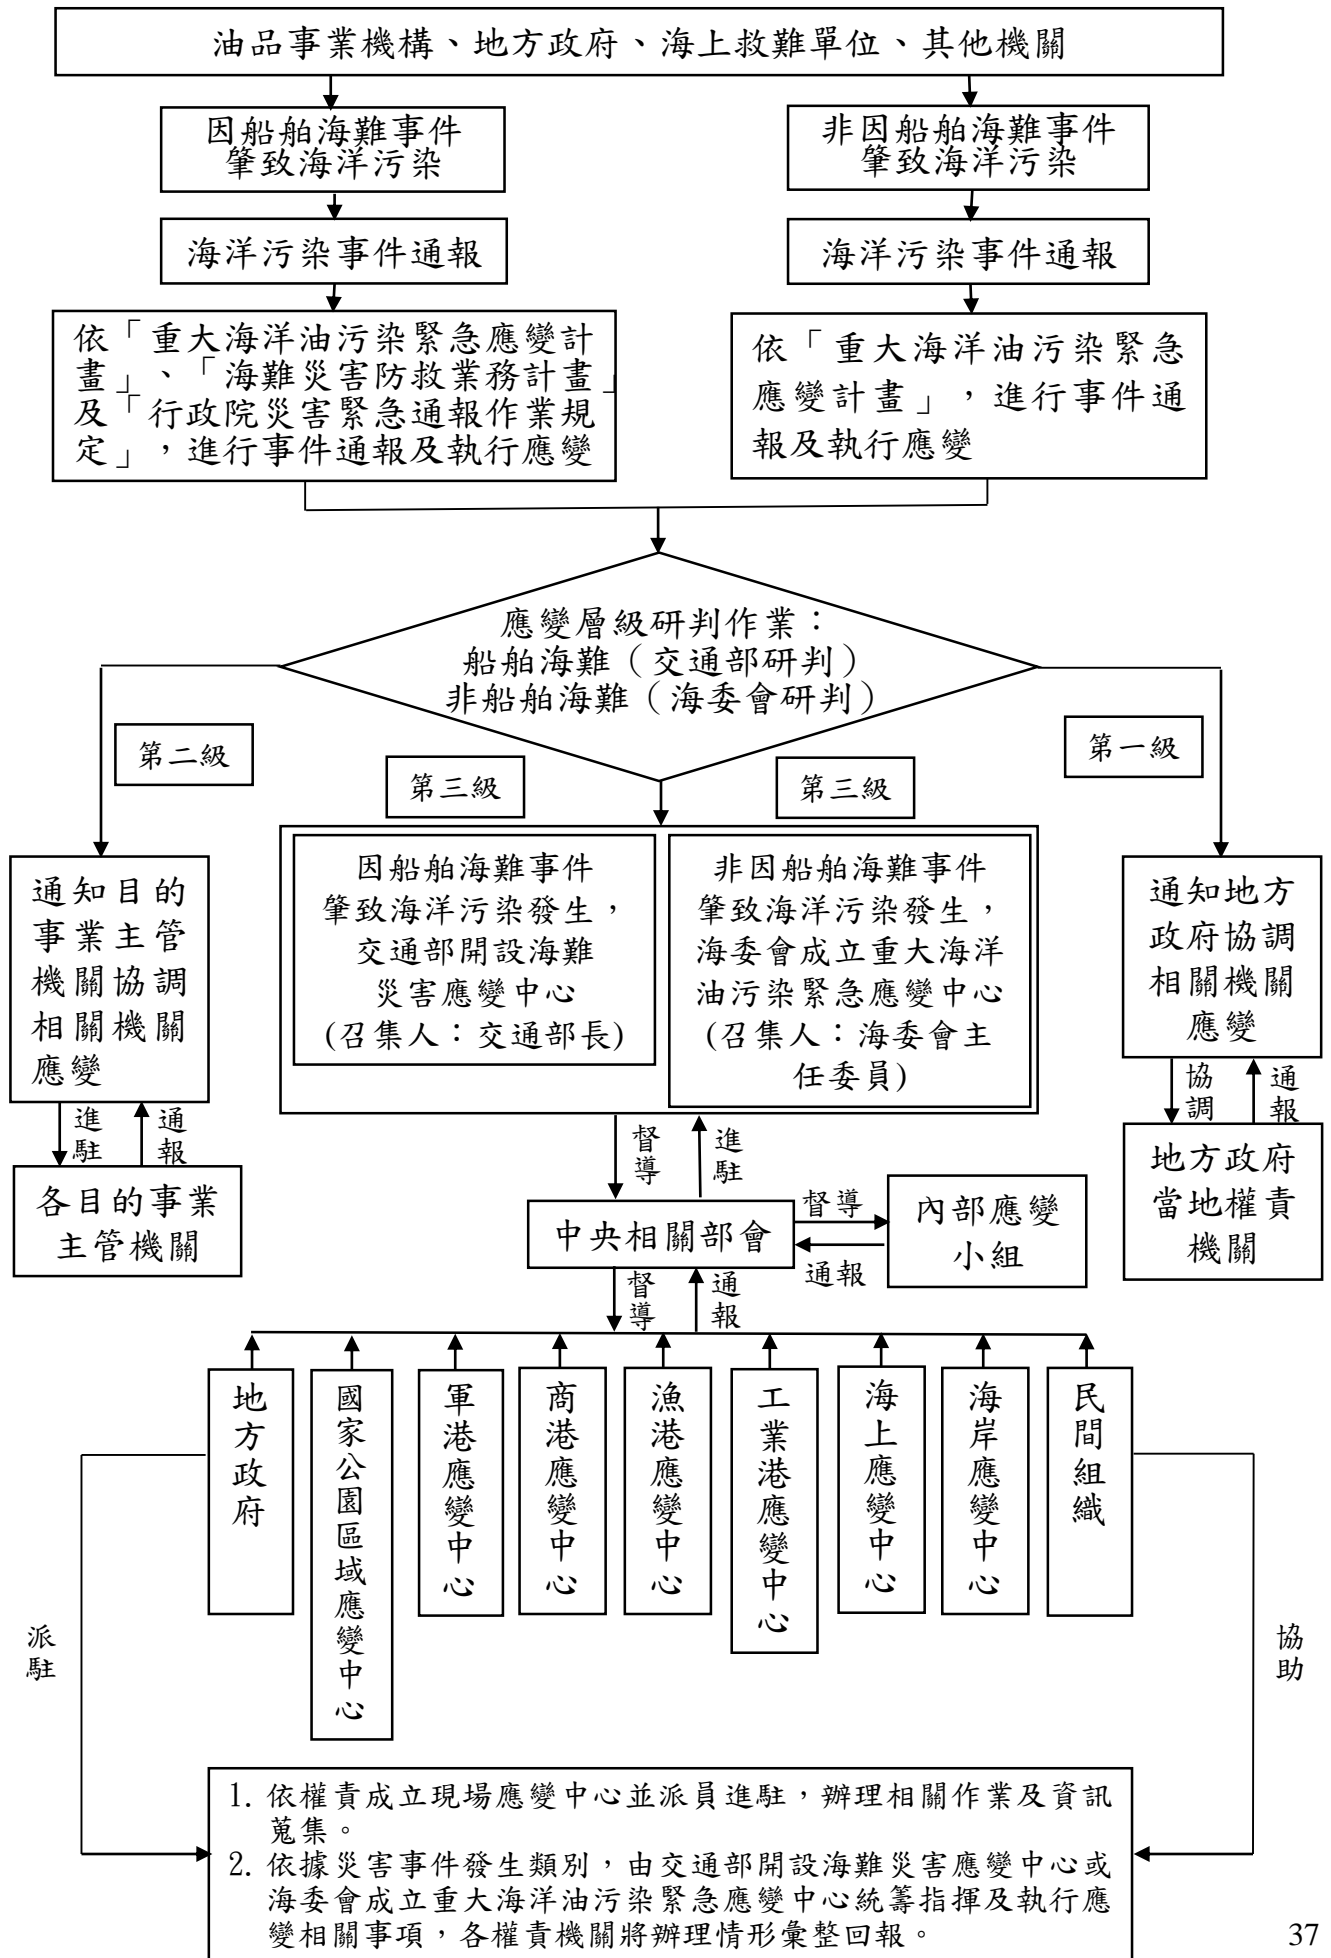 油品事業機構、地方政府、海上救難單位、其他機關
因船舶海難事件
肇致海洋污染
非因船舶海難事件
肇致海洋污染
海洋污染事件通報
海洋污染事件通報
依「重大海洋油污染緊急應變計
畫」、「海難災害防救業務計畫」
及「行政院災害緊急通報作業規
定」，進行事件通報及執行應變
依「重大海洋油污染緊急
應變計畫」，進行事件通
報及執行應變
應變層級研判作業：
船舶海難（交通部研判）
非船舶海難（海委會研判）
第二級
第三級
第三級
第一級
通知目的
事業主管
機關協調
相關機關
應變
因船舶海難事件
肇致海洋污染發生，
交通部開設海難
災害應變中心
(召集人：交通部長)
非因船舶海難事件
肇致海洋污染發生，
海委會成立重大海洋
油污染緊急應變中心
(召集人：海委會主
任委員)
通知地方
政府協調
相關機關
應變
進駐
通報
督導
進駐
協調
通報
各目的事業
主管機關
中央相關部會
督導
通報
內部應變
小組
地方政府
當地權責
機關
督導
通報
地方政府
國家公園區域應變中心
軍港應變中心
商港應變中心
漁港應變中心
工業港應變中心
海上應變中心
海岸應變中心
民間組織
派駐
協助
1. 依權責成立現場應變中心並派員進駐，辦理相關作業及資訊
蒐集。
2. 依據災害事件發生類別，由交通部開設海難災害應變中心或
海委會成立重大海洋油污染緊急應變中心統籌指揮及執行應
變相關事項，各權責機關將辦理情形彙整回報。
37